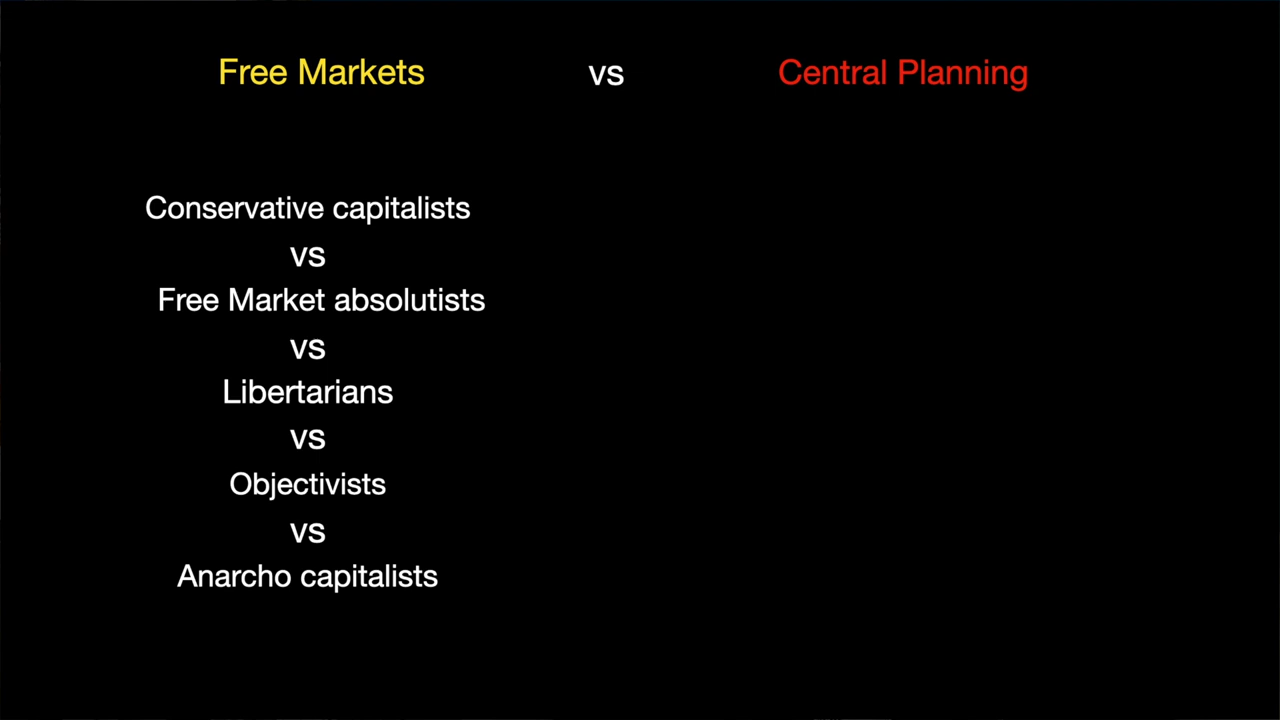 Free Markets vs Central Planning
Conservative capitalists
vs
Free Market absolutists
vs
Libertarians
vs
Objectivists
vs
Anarcho capitalists